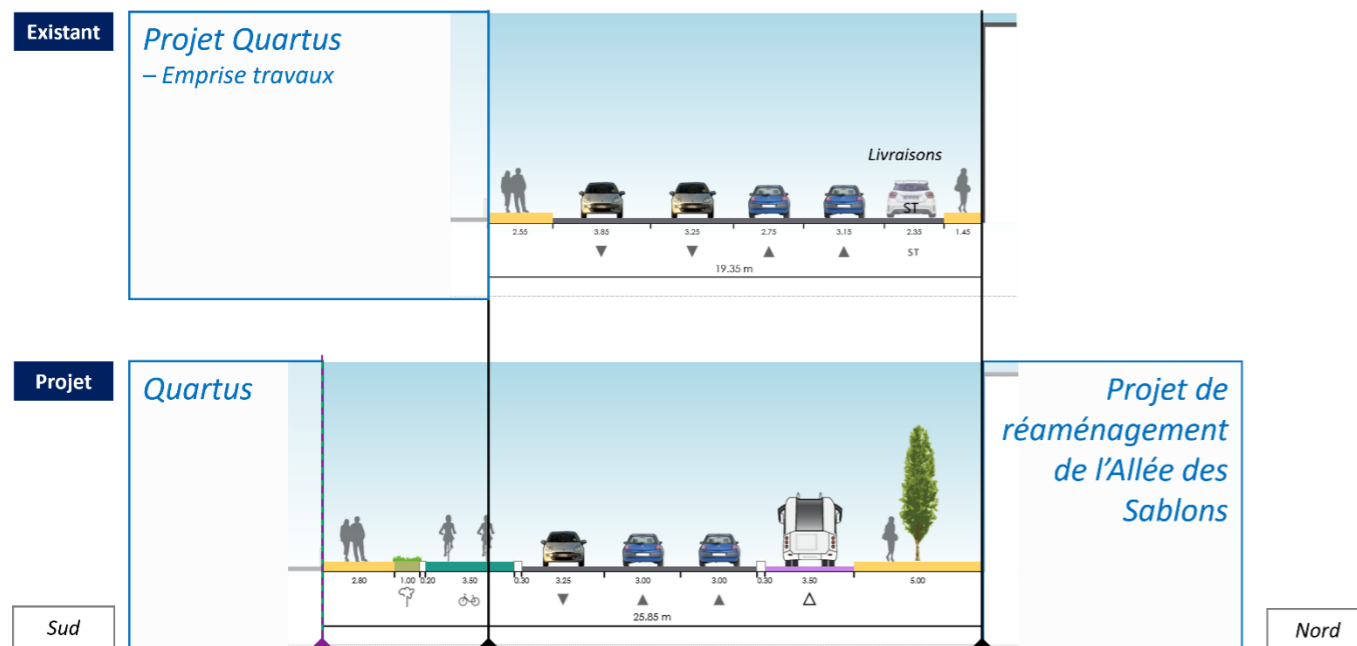 Existant
Projet Quartus
– Emprise travaux
Livraisons
ST
2.55 3.85 3.25 2.75 3.15 2.35 1.45
ST
19.35 m
Projet
Quartus
Projet de
réaménagement
de l'Allée des
Sablons
2.80 1.00 0.20 3.50 0.30 3.25 3.00 3.00 0.30 3.50 5.00
25.85 m
Sud
Nord